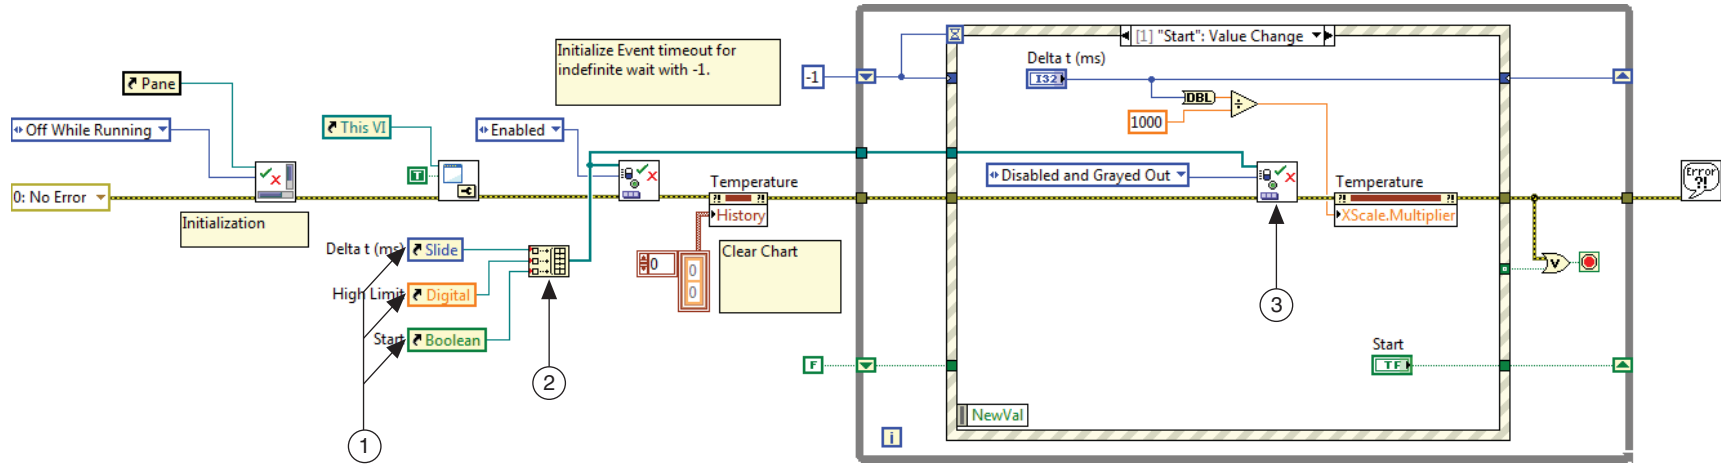 Pane
Off While Running
0: No Error
Initialization
This VI
T
Enabled
Initialize Event timeout for
indefinite wait with -1.
Temperature
History
0
0
0
Clear Chart
Delta t (ms)
Slide
High Limit
Digital
Start
Boolean
1
2
-1
F
i
[1] "Start": Value Change
Delta t (ms)
I32
DBL
1000
÷
Disabled and Grayed Out
Temperature
XScale.Multiplier
3
Start
TF
NewVal
V
Error
?!